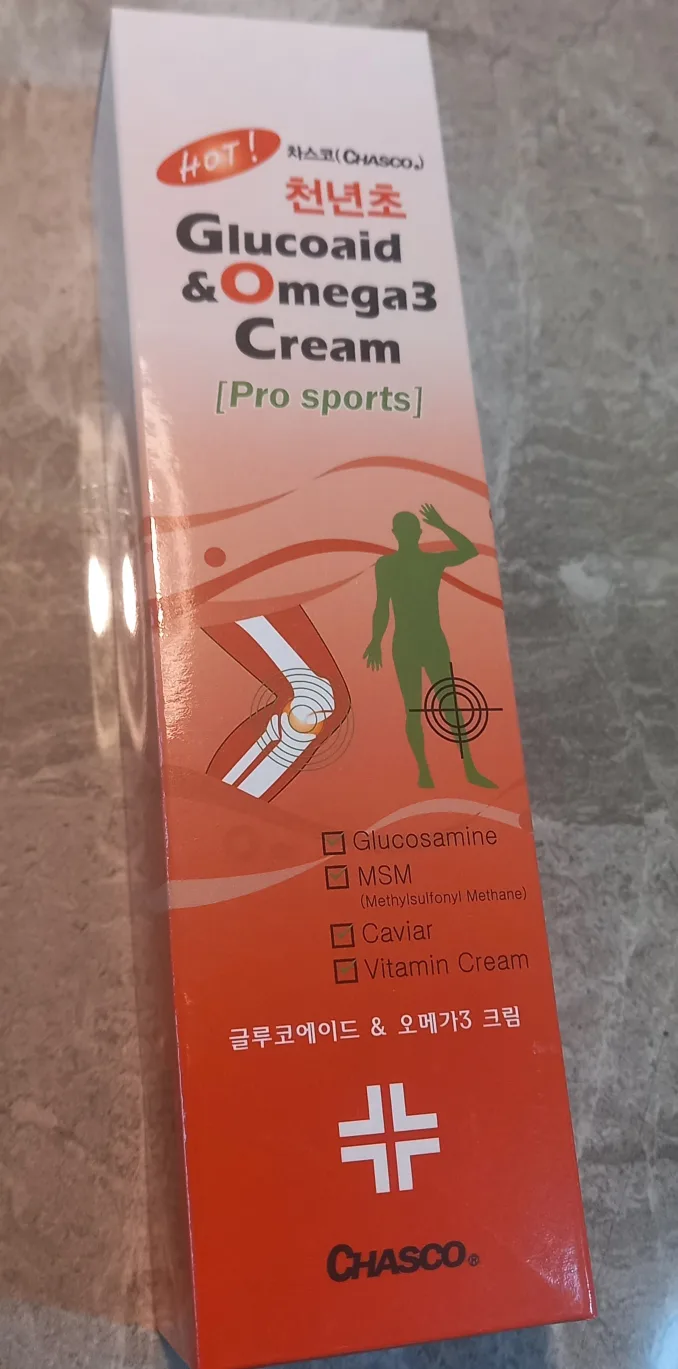 HOT!
차스코(CHASCO®)
천년초
Glucoaid
&Omega3
Cream
[Pro sports]
Glucosamine
MSM
(Methylsulfonyl Methane)
Caviar
Vitamin Cream
글루코에이드 & 오메가3 크림
CHASCO®